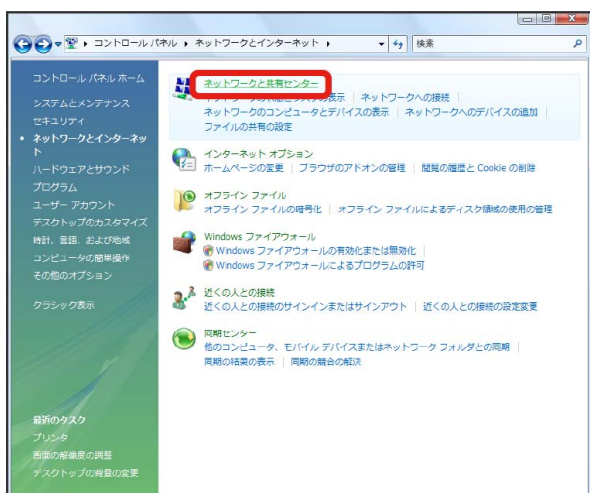 コントロール パネル ▸ ネットワークとインターネット ▸
検索
コントロール パネル ホーム
システムとメンテナンス
セキュリティ
• ネットワークとインターネッ
ト
ハードウェアとサウンド
プログラム
ユーザー アカウント
デスクトップのカスタマイズ
時計、言語、および地域
コンピュータの簡単操作
その他のオプション
クラシック表示
最近のタスク
プリンタ
画面の解像度の調整
デスクトップの背景の変更
ネットワークと共有センター
の表示 | ネットワークへの接続 |
ネットワークのコンピュータとデバイスの表示 | ネットワークへのデバイスの追加 |
ファイルの共有の設定
インターネット オプション
ホームページの変更 | ブラウザのアドオンの管理 | 閲覧の履歴と Cookie の削除
オフライン ファイル
オフライン ファイルの暗号化 | オフライン ファイルによるディスク領域の使用の管理
Windows ファイアウォール
Windows ファイアウォールの有効化または無効化 |
Windows ファイアウォールによるプログラムの許可
近くの人との接続
近くの人との接続のサインインまたはサインアウト | 近くの人との接続の設定変更
同期センター
他のコンピュータ、モバイル デバイスまたはネットワーク フォルダとの同期 |
同期の結果の表示 | 同期の競合の解決